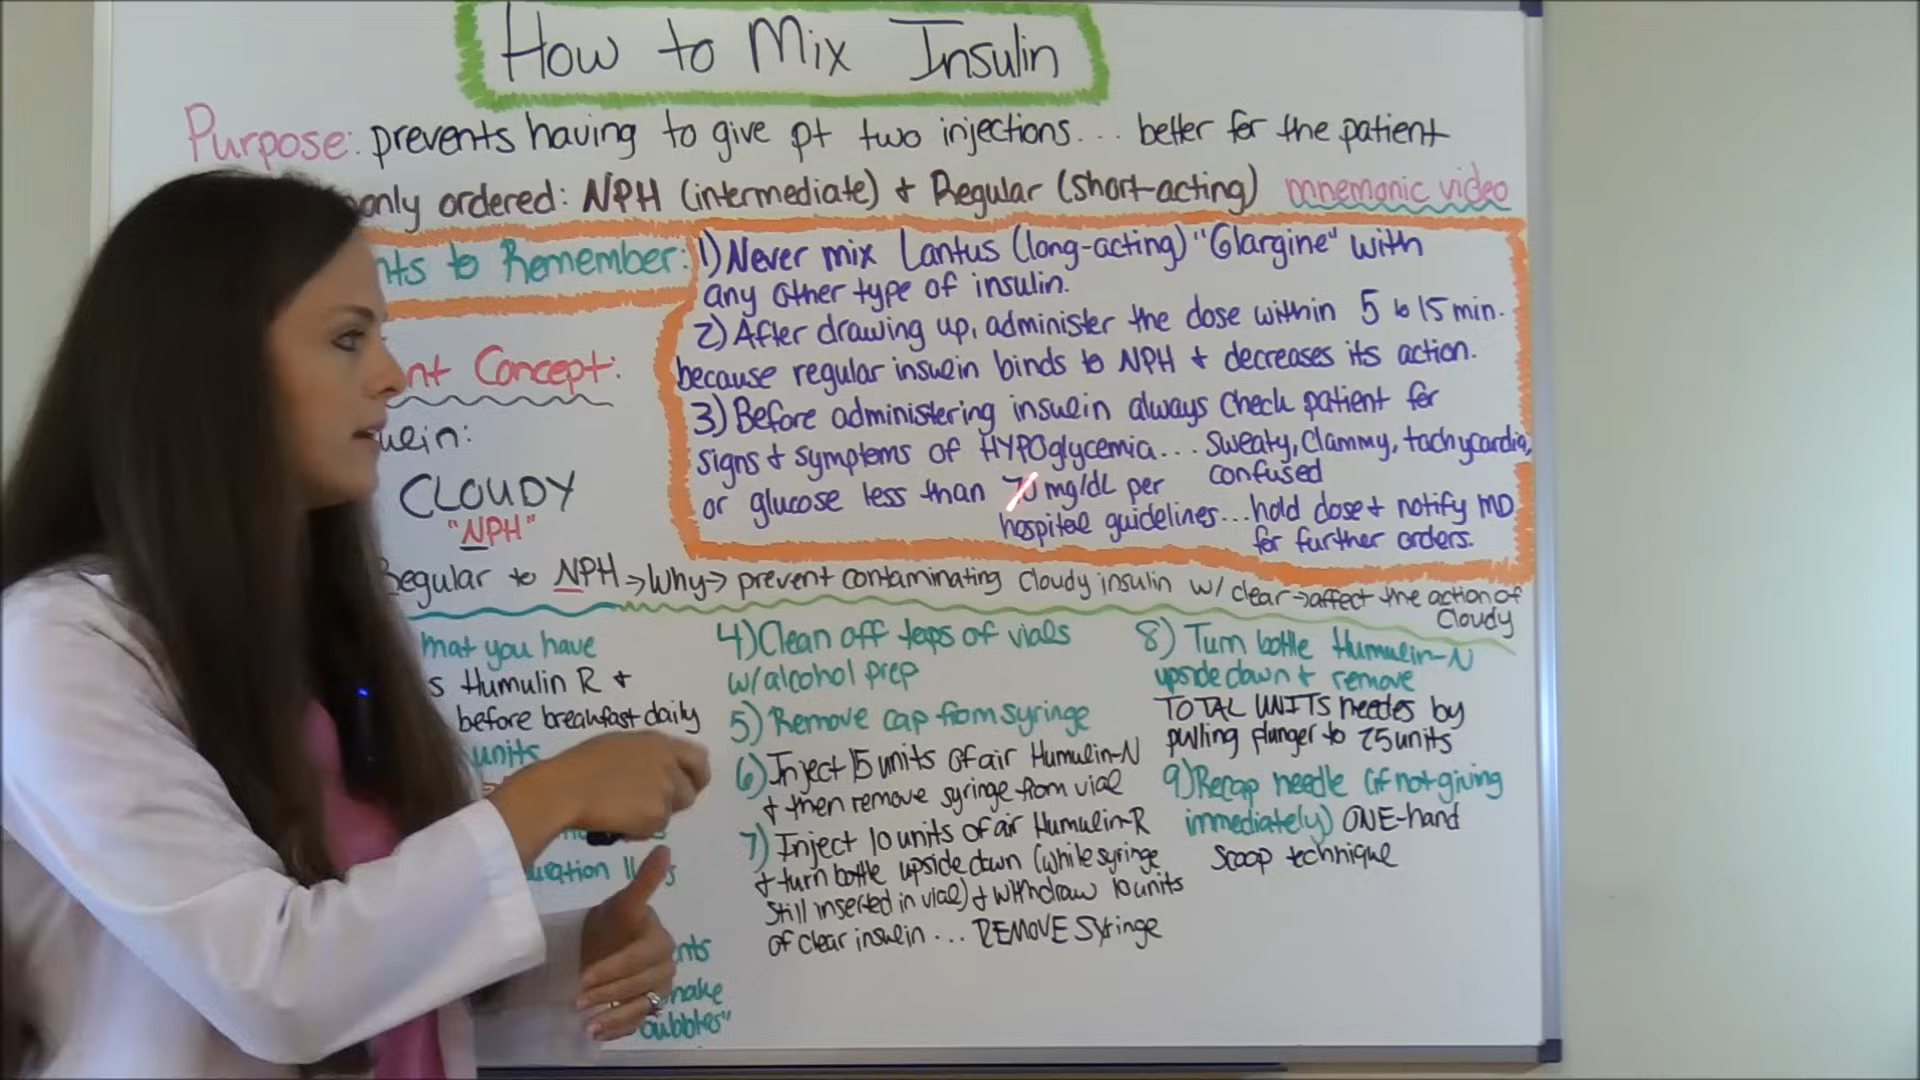 How to Mix Insulin
Purpose: prevents having to give pt two injections... better for the patient
only ordered: NPH (intermediate) + Regular (short-acting) mnemonic video
nts to Remember:
1) Never mix Lantus (long-acting) "Glargine" with
any other type of insulin.
2) After drawing up, administer the dose within 5 to 15 min.
because regular insulin binds to NPH + decreases its action.
3) Before administering insulin always check patient for
signs + symptoms of HYPOglycemia... sweaty, clammy, tachycardia,
confused
or glucose less than 70 mg/dL per
hospital guidelines... hold dose + notify MD
for further orders.
nt Concept:
ulin:
CLOUDY
"NPH"
Regular to NPH → Why → prevent contaminating cloudy insulin w/ clear → affect the action of
Cloudy
mat you have
s Humulin R +
before breakfast daily
units
uration
nts
bubbles"
4) Clean off tops of vials
w/ alcohol prep
5) Remove cap from syringe
6) Inject 15 units of air Humulin-N
+ then remove syringe from vial
7) Inject 10 units of air Humulin-R
+ turn bottle upside down (while syringe
still inserted in vial) + withdraw 10 units
of clear insulin... REMOVE Syringe
8) Turn bottle Humulin-N
upside down + remove
TOTAL UNITS needes by
pulling plunger to 25 units
9) Recap needle (if not giving
immediately) ONE-hand
Scoop technique